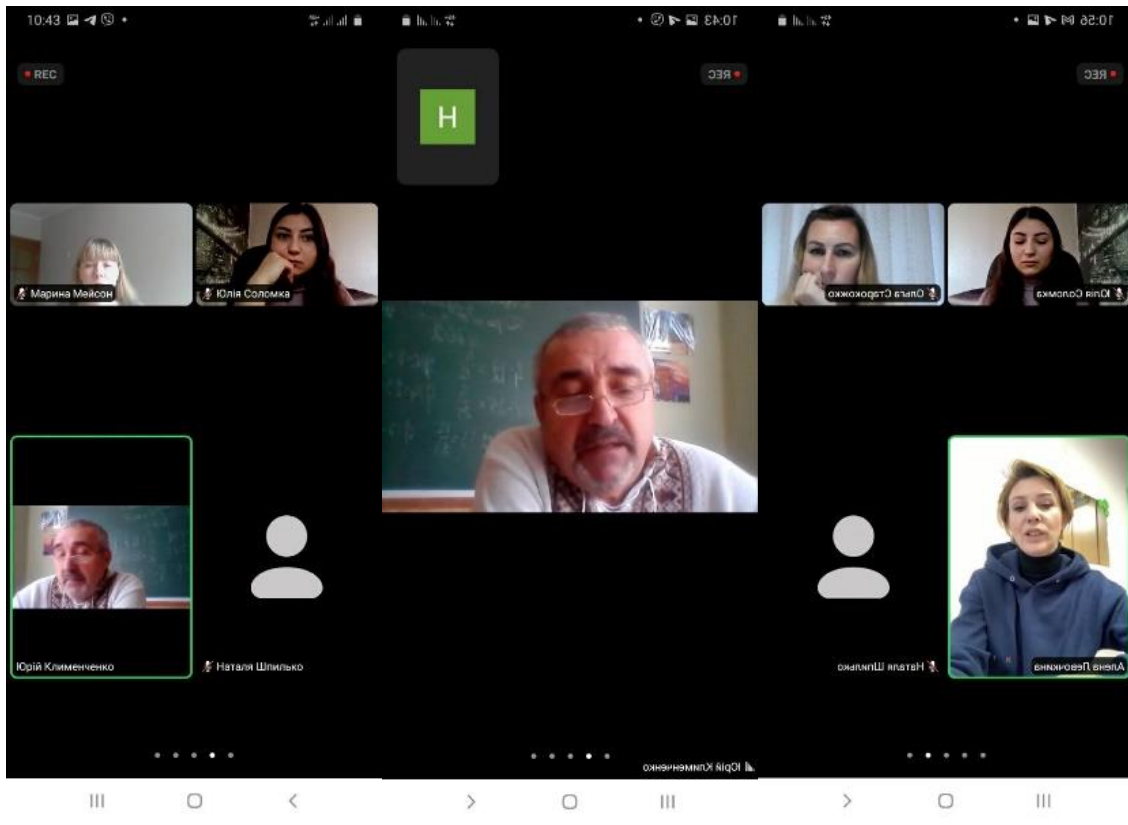 10:43
REC
Марина Мейсон
Юлія Соломка
Юрій Клименченко
Наталя Шпилько
10:43
REC
H
Юрій Клименченко
10:56
REC
Ольга Старокожко
Юлія Соломка
Наталя Шпилько
Алена Левочкина